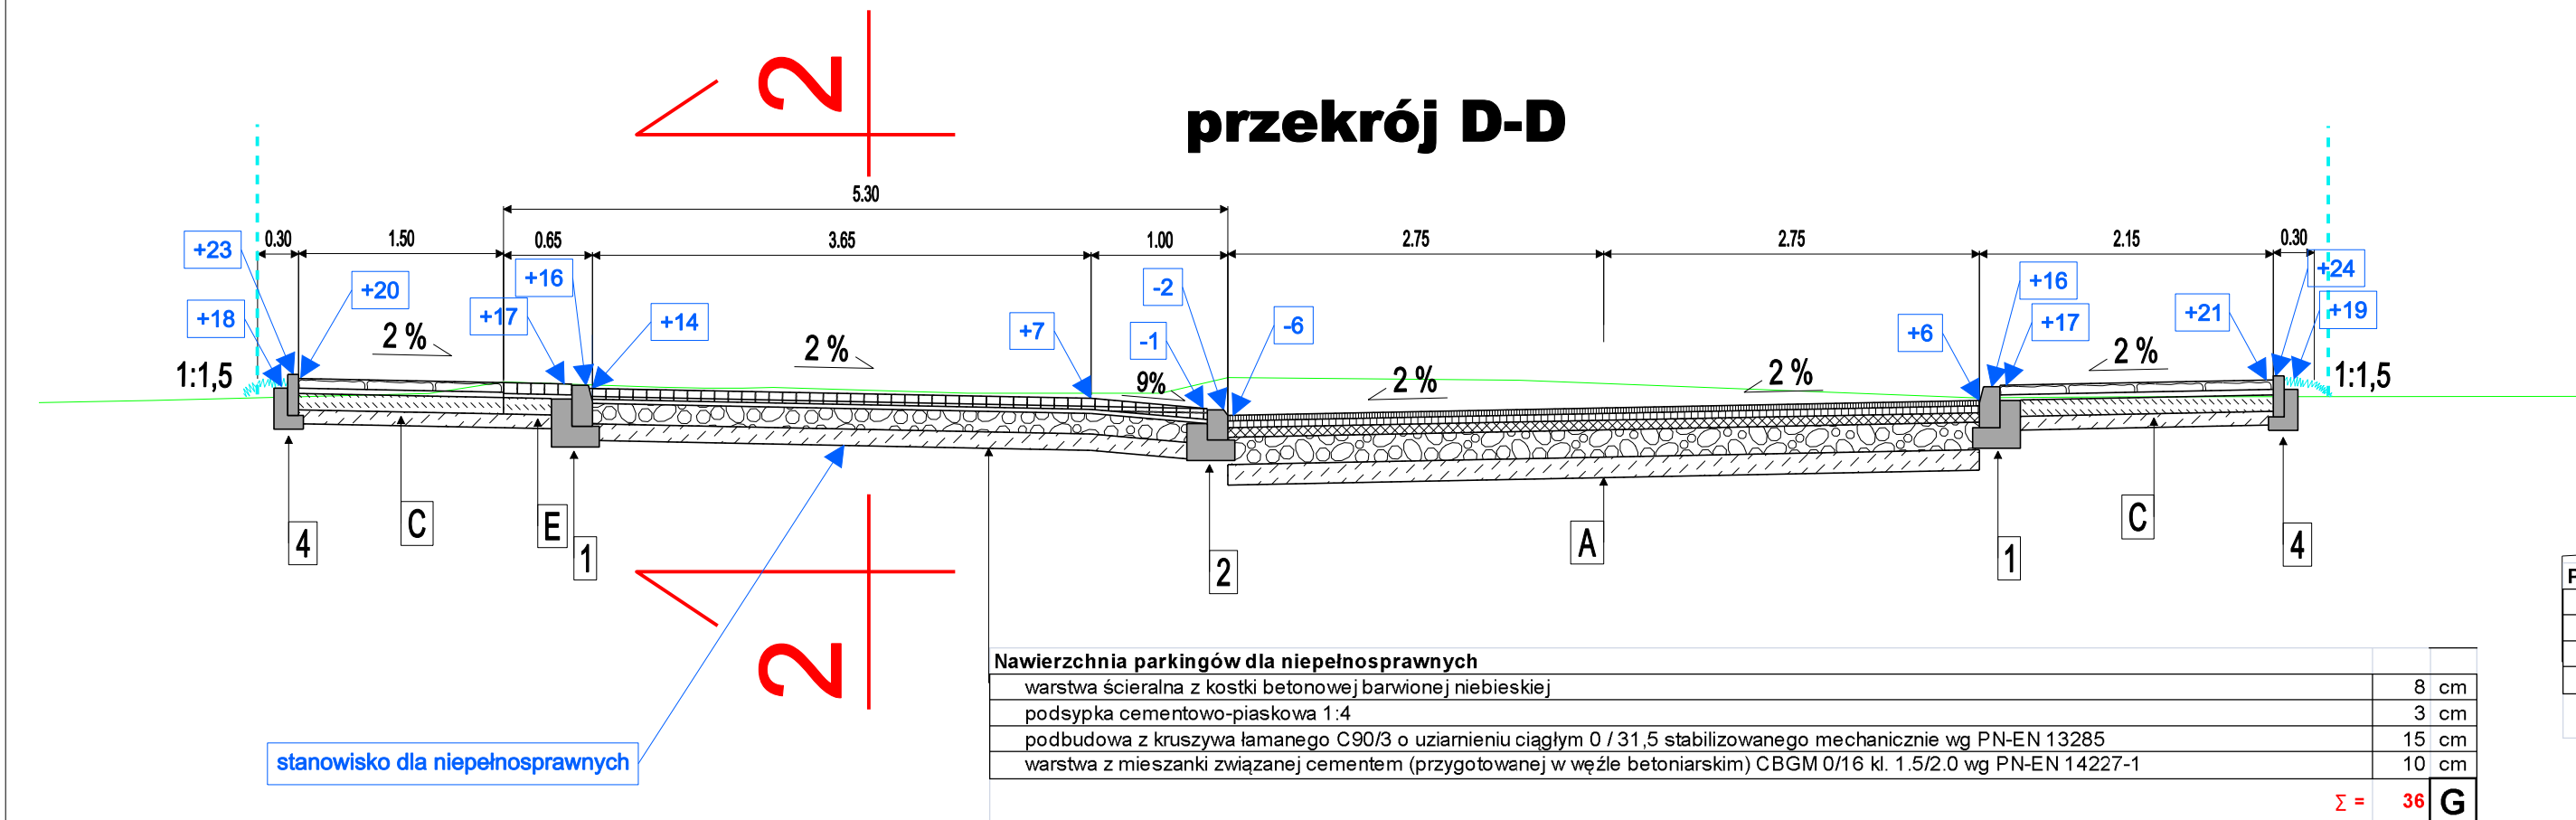 2
przekrój D-D
5.30
0.30 1.50 0.65 3.65 1.00 2.75 2.75 2.15 0.30
+23 +16 -2 +16 +24
+18 +20 +17 +14 +7 -1 -6 +6 +17 +21 +19
1:1,5 2 % 2 % 9% 2 % 2 % 2 % 1:1,5
4 C E 1 2 A 1 C 4
2
Nawierzchnia parkingów dla niepełnosprawnych
warstwa ścieralna z kostki betonowej barwionej niebieskiej 8 cm
podsypka cementowo-piaskowa 1:4 3 cm
podbudowa z kruszywa łamanego C90/3 o uziarnieniu ciągłym 0 / 31,5 stabilizowanego mechanicznie wg PN-EN 13285 15 cm
warstwa z mieszanki związanej cementem (przygotowanej w węźle betoniarskim) CBGM 0/16 kl. 1.5/2.0 wg PN-EN 14227-1 10 cm
∑ = 36 G
stanowisko dla niepełnosprawnych